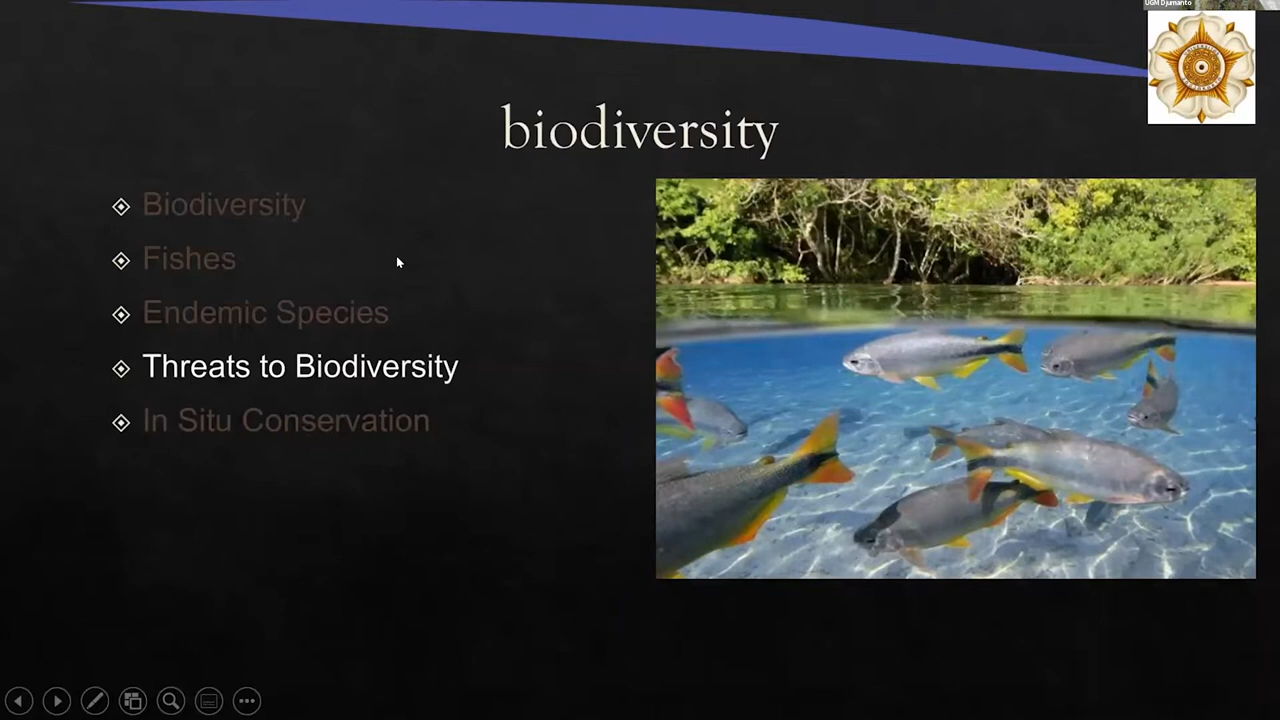 UGM Djumanto
biodiversity
Biodiversity
Fishes
Endemic Species
Threats to Biodiversity
In Situ Conservation